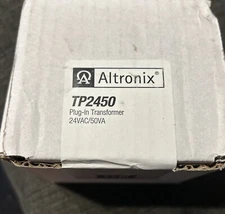 Altronix®
TP2450
Plug-In Transformer
24VAC/50VA